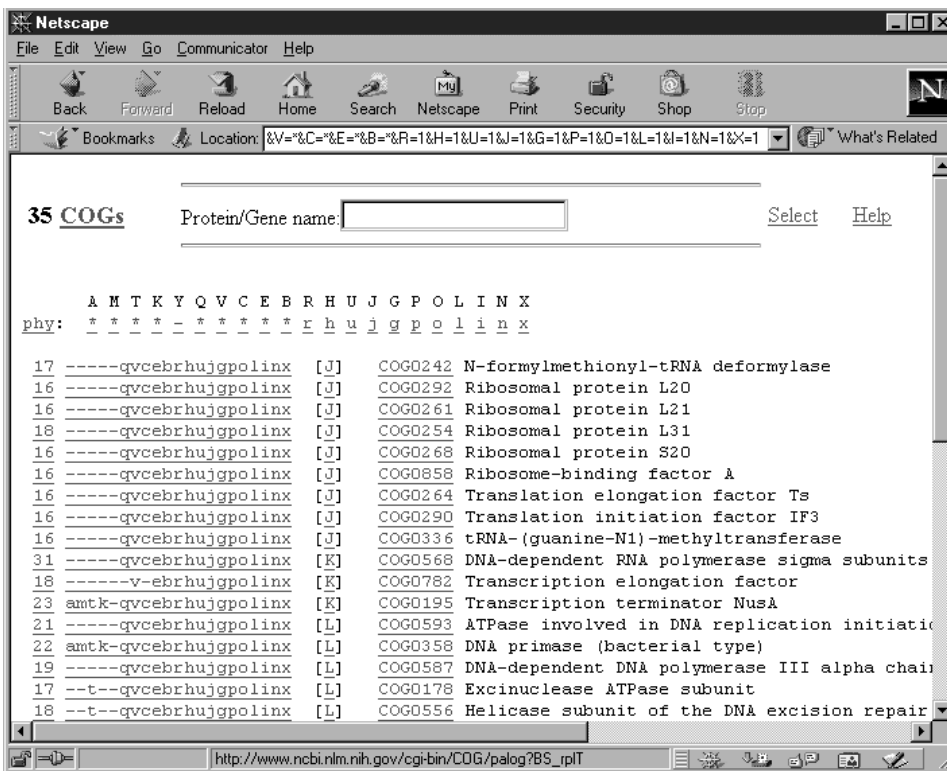 Netscape
File Edit View Go Communicator Help
My
Back Forward Reload Home Search Netscape Print Security Shop Stop
N
Bookmarks Location: &V=*&C=*&E=*&B=*&R=1&H=1&U=1&J=1&G=1&P=1&O=1&L=1&I=1&N=1&X=1 What's Related
35 COGs Protein/Gene name: Select Help
A M T K Y Q V C E B R H U J G P O L I N X
phy: * * * * - * * * * * r h u j g p o l i n x
17 -----qvcebrhujgpolinx [J] COG0242 N-formylmethionyl-tRNA deformylase
16 -----qvcebrhujgpolinx [J] COG0292 Ribosomal protein L20
16 -----qvcebrhujgpolinx [J] COG0261 Ribosomal protein L21
18 -----qvcebrhujgpolinx [J] COG0254 Ribosomal protein L31
16 -----qvcebrhujgpolinx [J] COG0268 Ribosomal protein S20
16 -----qvcebrhujgpolinx [J] COG0858 Ribosome-binding factor A
16 -----qvcebrhujgpolinx [J] COG0264 Translation elongation factor Ts
16 -----qvcebrhujgpolinx [J] COG0290 Translation initiation factor IF3
16 -----qvcebrhujgpolinx [J] COG0336 tRNA-(guanine-N1)-methyltransferase
31 -----qvcebrhujgpolinx [K] COG0568 DNA-dependent RNA polymerase sigma subunits
18 ------v-ebrhujgpolinx [K] COG0782 Transcription elongation factor
23 amtk-qvcebrhujgpolinx [K] COG0195 Transcription terminator NusA
21 -----qvcebrhujgpolinx [L] COG0593 ATPase involved in DNA replication initiatio
22 amtk-qvcebrhujgpolinx [L] COG0358 DNA primase (bacterial type)
19 -----qvcebrhujgpolinx [L] COG0587 DNA-dependent DNA polymerase III alpha chain
17 --t--qvcebrhujgpolinx [L] COG0178 Excinuclease ATPase subunit
18 --t--qvcebrhujgpolinx [L] COG0556 Helicase subunit of the DNA excision repair
http://www.ncbi.nlm.nih.gov/cgi-bin/COG/palog?BS_rplT